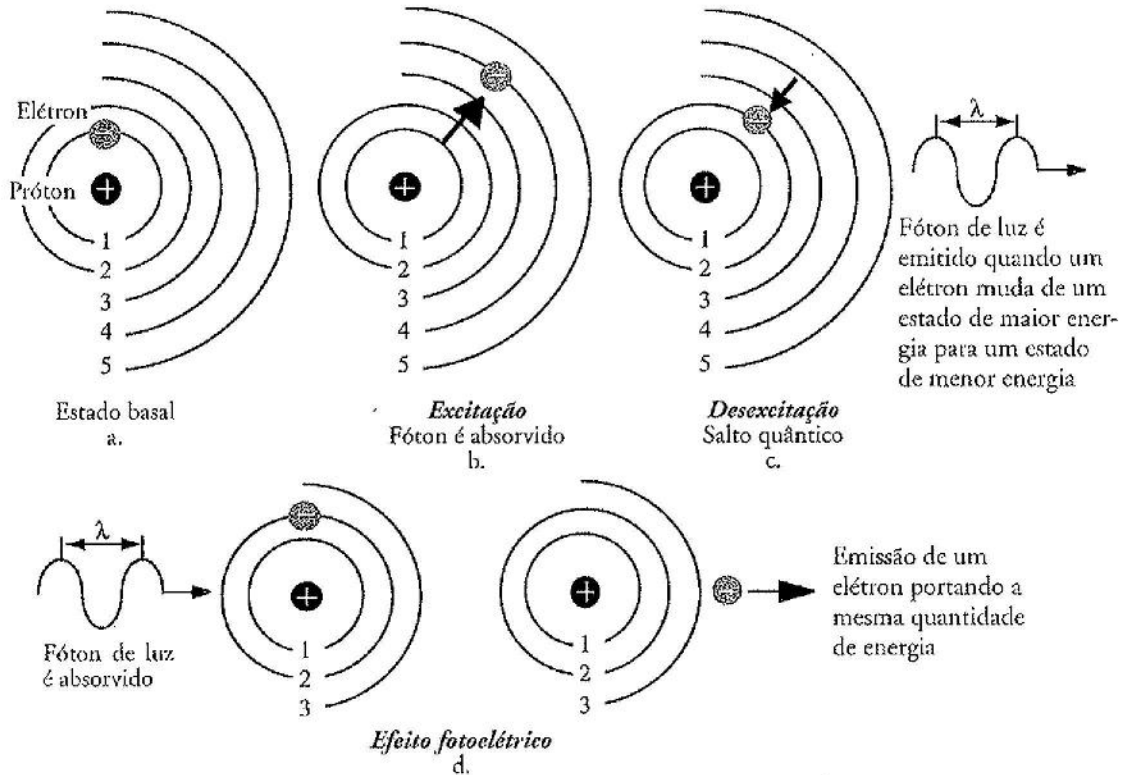 Elétron
Próton
+
1
2
3
4
5
Estado basal
a.
+
1
2
3
4
5
Excitação
Fóton é absorvido
b.
+
1
2
3
4
5
Desexcitação
Salto quântico
c.
λ
Fóton de luz é
emitido quando um
elétron muda de um
estado de maior ener-
gia para um estado
de menor energia
λ
Fóton de luz
é absorvido
+
1
2
3
+
1
2
3
Emissão de um
elétron portando a
mesma quantidade
de energia
Efeito fotoelétrico
d.